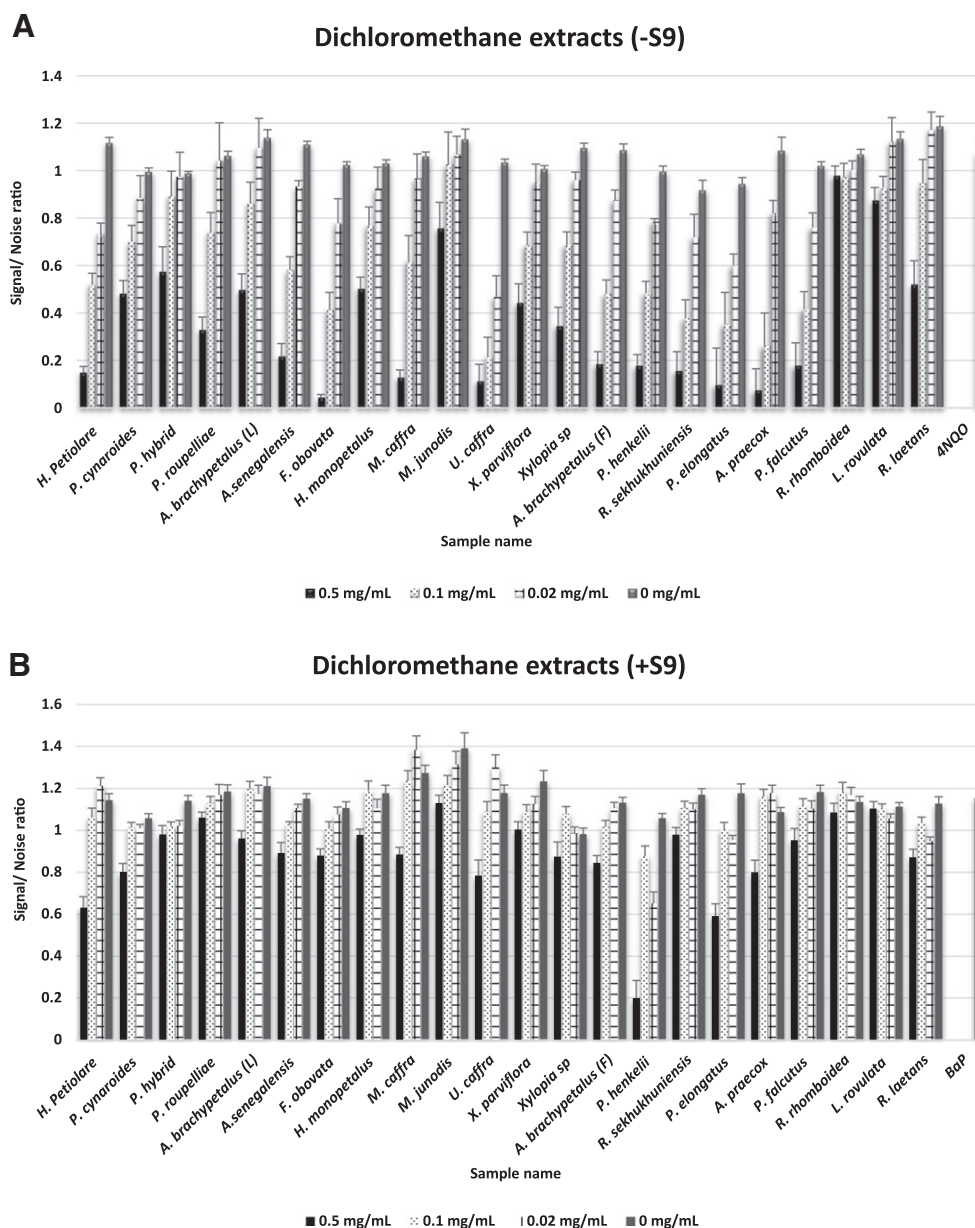 A
Dichloromethane extracts (-S9)
1.4
1.2
1
0.8
0.6
0.4
0.2
0
Signal/ Noise ratio
H. Petiolare
P. cynaroides
P. hybrid
P. roupelliae
A. brachypetalus (L)
A.senegalensis
F. obovata
H. monopetalus
M. caffra
M. junodis
U. caffra
X. parviflora
Xylopia sp
A. brachypetalus (F)
P. henkelii
R. sekhukhuniensis
P. elongatus
A. praecox
P. falcutus
R. rhomboidea
L. rovulata
R. laetans
4NQO
Sample name
0.5 mg/mL 0.1 mg/mL 0.02 mg/mL 0 mg/mL
B
Dichloromethane extracts (+S9)
1.6
1.4
1.2
1
0.8
0.6
0.4
0.2
0
Signal/ Noise ratio
H. Petiolare
P. cynaroides
P. hybrid
P. roupelliae
A. brachypetalus (L)
A.senegalensis
F. obovata
H. monopetalus
M. caffra
M. junodis
U. caffra
X. parviflora
Xylopia sp
A. brachypetalus (F)
P. henkelii
R. sekhukhuniensis
P. elongatus
A. praecox
P. falcutus
R. rhomboidea
L. rovulata
R. laetans
BaP
Sample name
0.5 mg/mL 0.1 mg/mL 0.02 mg/mL 0 mg/mL